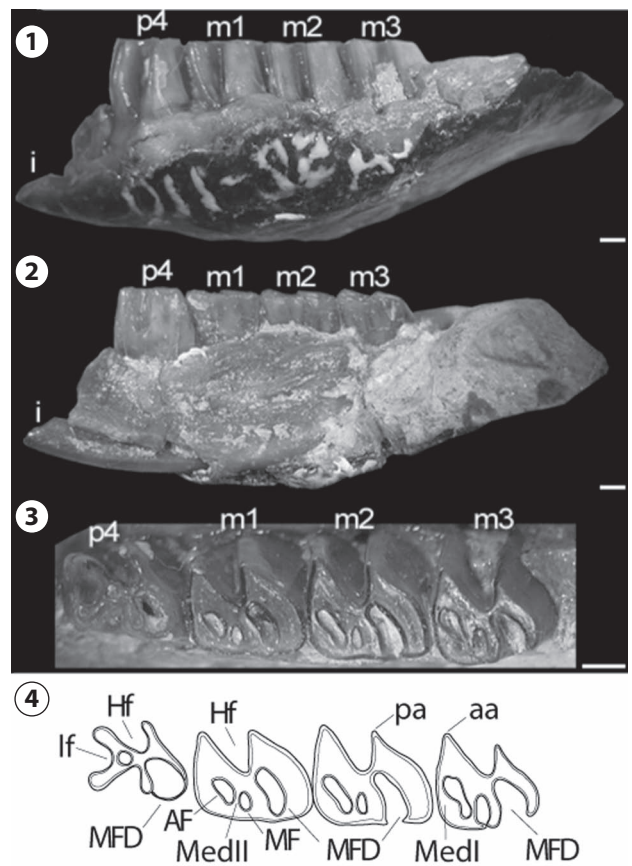 1
p4 m1 m2 m3
i
2
p4 m1 m2 m3
i
3
p4 m1 m2 m3
4
Hf Hf pa aa
If
MFD AF MedII MF MFD MedI MFD